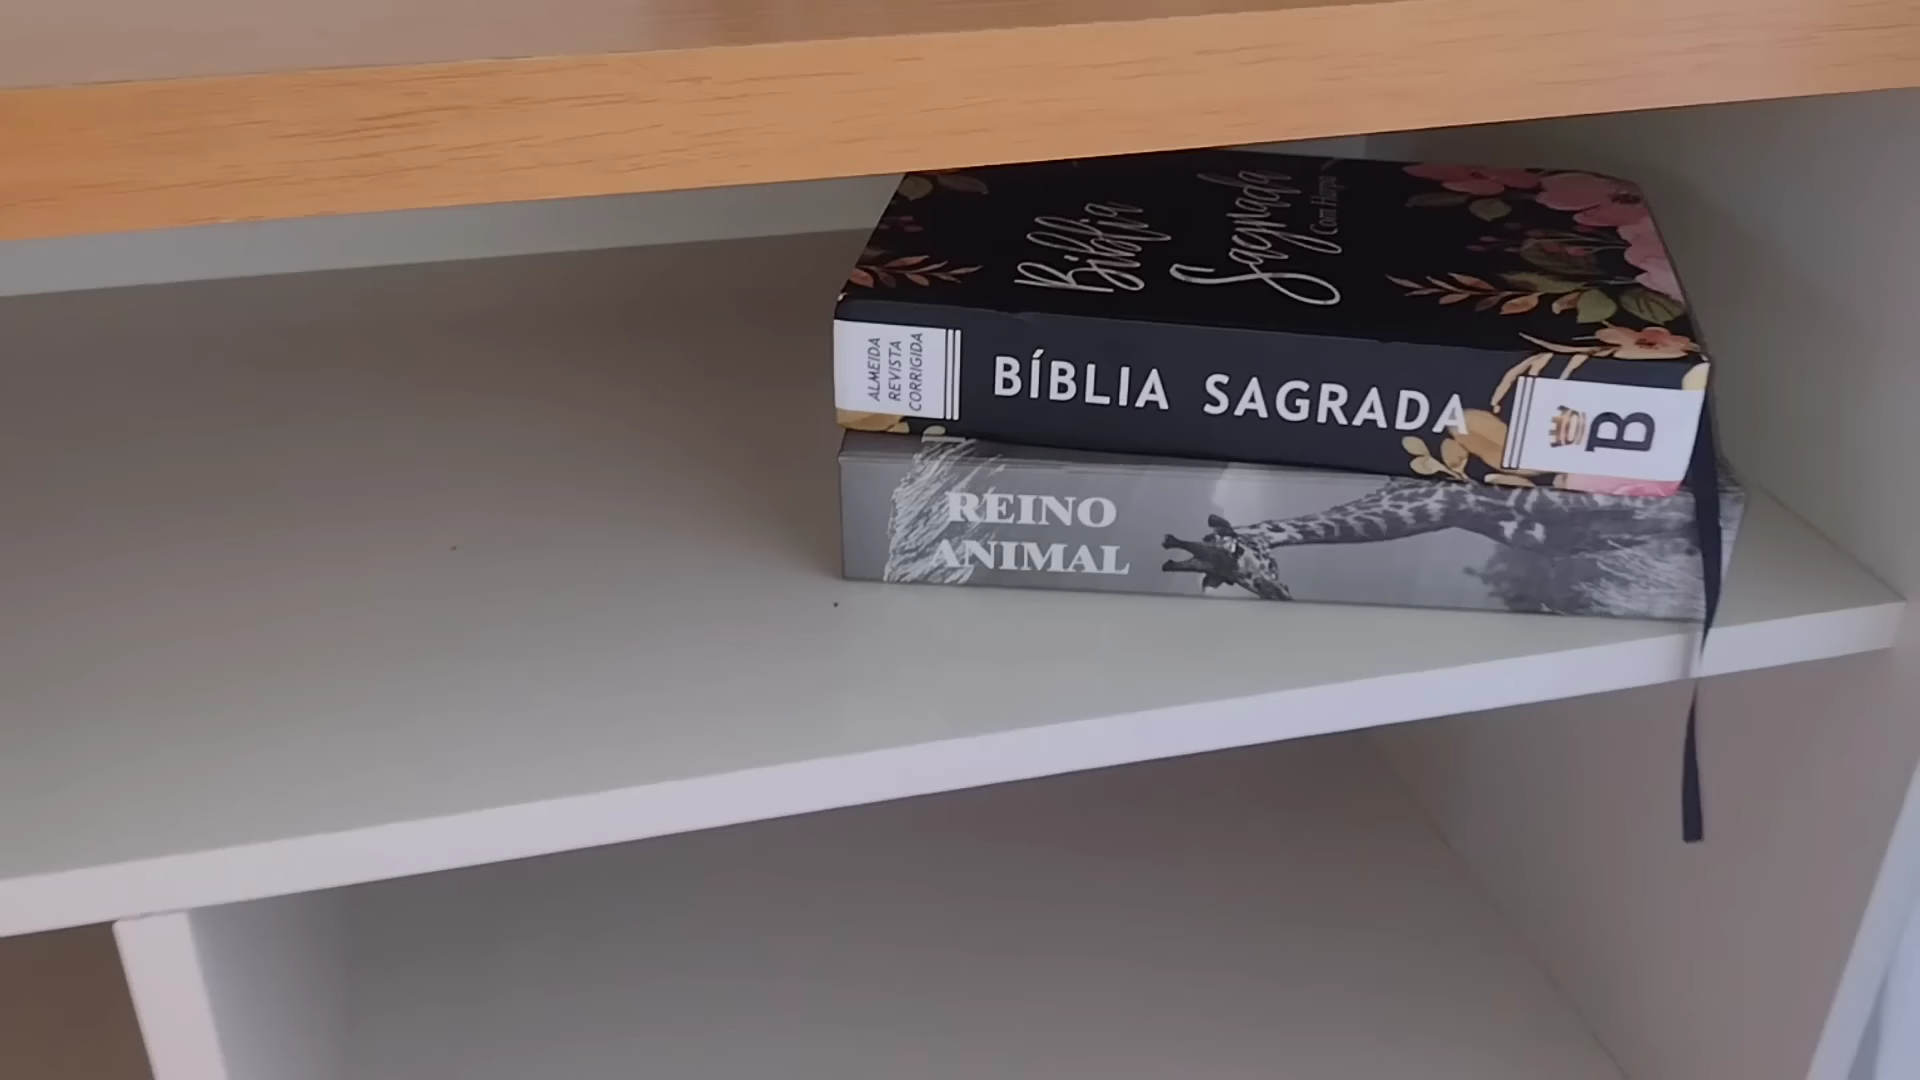 Bíblia
Sagrada
Com Harpa
ALMEIDA
REVISTA
CORRIGIDA
BÍBLIA SAGRADA
B
REINO
ANIMAL